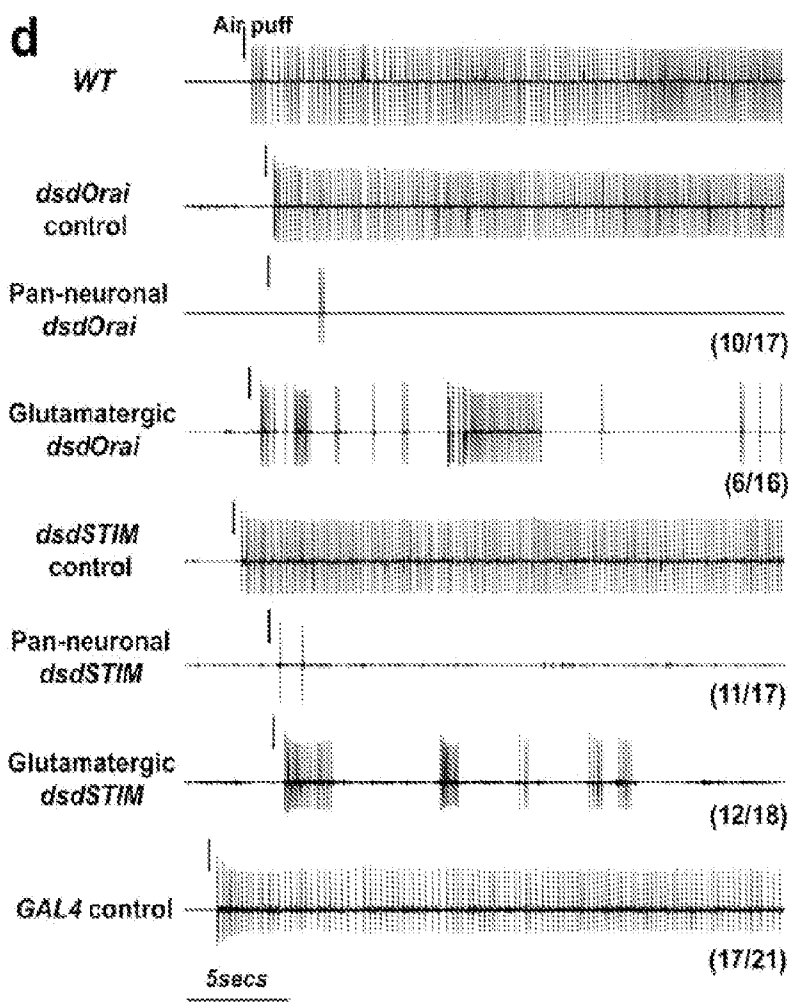 d
Air puff
WT
dsdOrai
control
Pan-neuronal
dsdOrai
(10/17)
Glutamatergic
dsdOrai
(6/16)
dsdSTIM
control
Pan-neuronal
dsdSTIM
(11/17)
Glutamatergic
dsdSTIM
(12/18)
GAL4 control
(17/21)
5secs